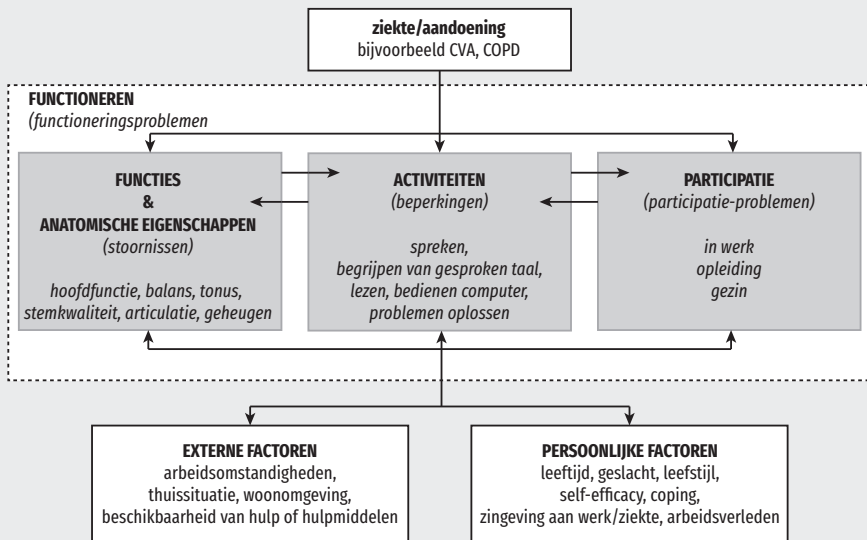 ziekte/aandoening
bijvoorbeeld CVA, COPD
FUNCTIONEREN
(functioneringsproblemen
FUNCTIES
&
ANATOMISCHE EIGENSCHAPPEN
(stoornissen)
hoofdfunctie, balans, tonus,
stemkwaliteit, articulatie, geheugen
ACTIVITEITEN
(beperkingen)
spreken,
begrijpen van gesproken taal,
lezen, bedienen computer,
problemen oplossen
PARTICIPATIE
(participatie-problemen)
in werk
opleiding
gezin
EXTERNE FACTOREN
arbeidsomstandigheden,
thuissituatie, woonomgeving,
beschikbaarheid van hulp of hulpmiddelen
PERSOONLIJKE FACTOREN
leeftijd, geslacht, leefstijl,
self-efficacy, coping,
zingeving aan werk/ziekte, arbeidsverleden